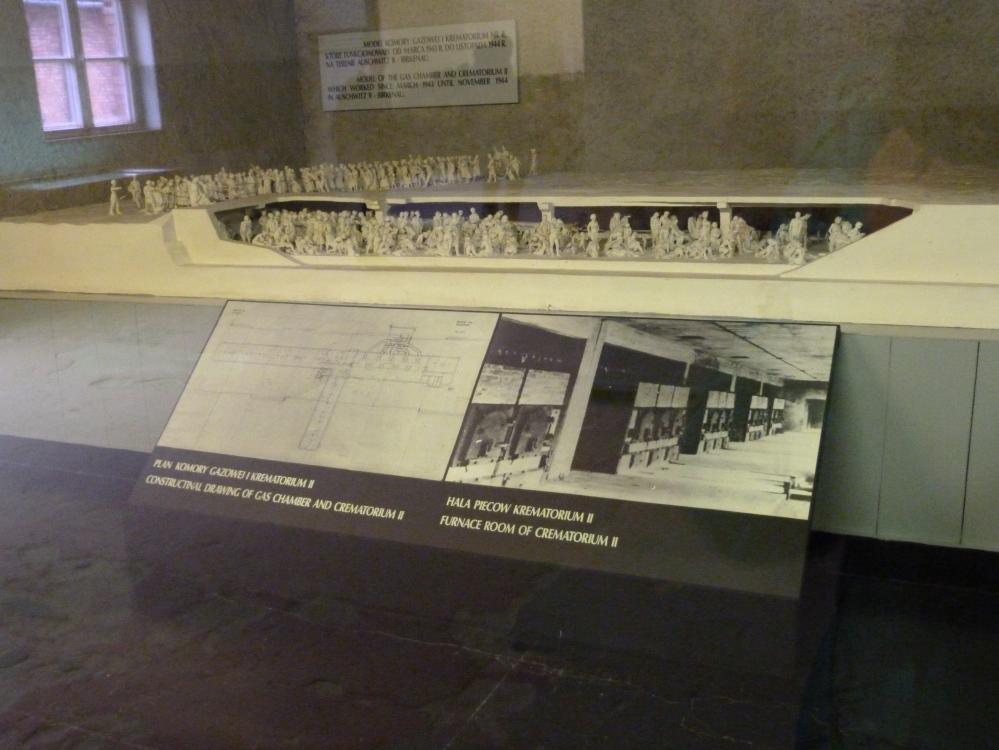 MODEL KOMORY GAZOWEJ I KREMATORIUM NR II,
KTÓRE FUNKCJONOWAŁY OD MARCA 1943 R. DO LISTOPADA 1944 R.
NA TERENIE AUSCHWITZ II - BIRKENAU.
MODEL OF THE GAS CHAMBER AND CREMATORIUM II
WHICH WORKED SINCE MARCH 1943 UNTIL NOVEMBER 1944
IN AUSCHWITZ II - BIRKENAU.
PLAN KOMORY GAZOWEJ I KREMATORIUM II
CONSTRUCTINAL DRAWING OF GAS CHAMBER AND CREMATORIUM II
HALA PIECOW KREMATORIUM II
FURNACE ROOM OF CREMATORIUM II